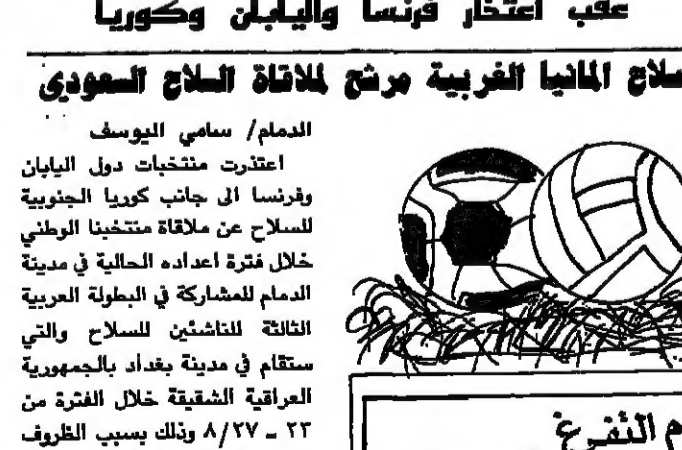 عقب اعتذار فرنسا واليابان وكوريا
سلاح المانيا الغربية مرشح لملاقاة السلاح السعودي
الدمام/ سامي اليوسف
اعتذرت منتخبات دول اليابان
وفرنسا الى جانب كوريا الجنوبية
للسلاح عن ملاقاة منتخبنا الوطني
خلال فترة اعداده الحالية في مدينة
الدمام للمشاركة في البطولة العربية
الثالثة للناشئين للسلاح والتي
ستقام في مدينة بغداد بالجمهورية
العراقية الشقيقة خلال الفترة من
٢٣ ـ ٨/٢٧ وذلك بسبب الظروف
م التفرغ